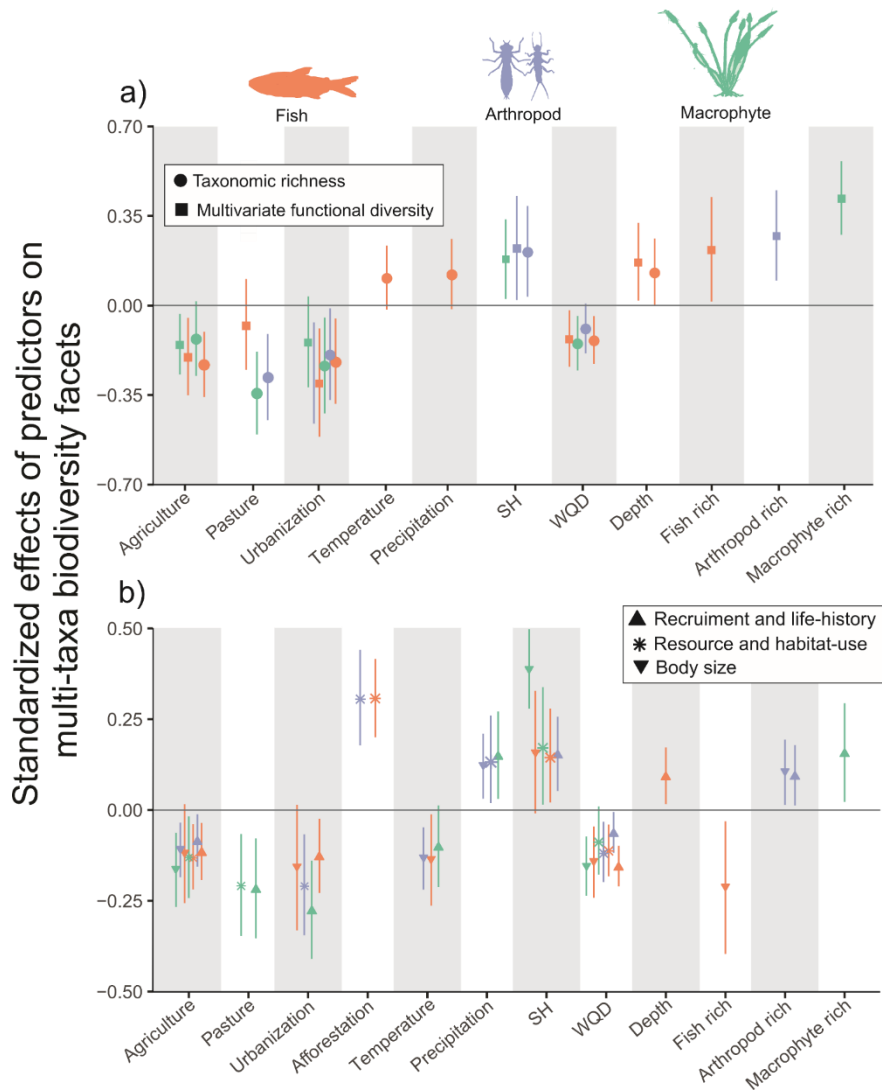 a)
Fish
Arthropod
Macrophyte
Standardized effects of predictors on
multi-taxa biodiversity facets
0.70
0.35
0.00
-0.35
-0.70
Taxonomic richness
Multivariate functional diversity
Agriculture
Pasture
Urbanization
Temperature
Precipitation
SH
WQD
Depth
Fish rich
Arthropod rich
Macrophyte rich
b)
0.50
0.25
0.00
-0.25
-0.50
Recruitment and life-history
Resource and habitat-use
Body size
Agriculture
Pasture
Urbanization
Afforestation
Temperature
Precipitation
SH
WQD
Depth
Fish rich
Arthropod rich
Macrophyte rich